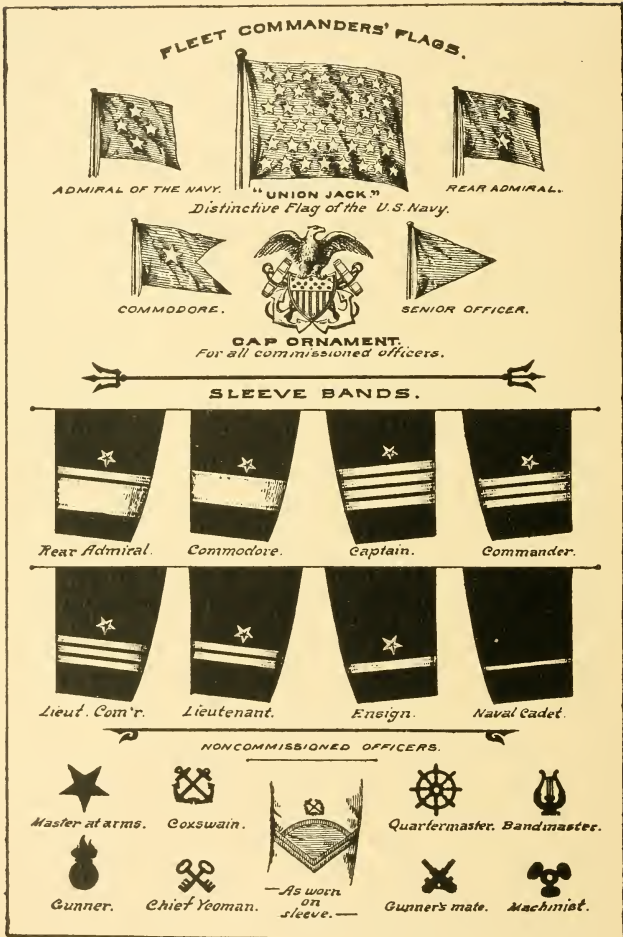 FLEET COMMANDERS' FLAGS.
ADMIRAL OF THE NAVY.
"UNION JACK."
REAR ADMIRAL.
Distinctive Flag of the U.S. Navy.
COMMODORE.
SENIOR OFFICER.
CAP ORNAMENT.
For all commissioned officers.
SLEEVE BANDS.
Rear Admiral.
Commodore.
Captain.
Commander.
Lieut. Com'r.
Lieutenant.
Ensign.
Naval Cadet.
NONCOMMISSIONED OFFICERS.
Master at arms.
Coxswain.
Quartermaster.
Bandmaster.
Gunner.
Chief Yeoman.
—As worn
on
sleeve.—
Gunner's mate.
Machinist.